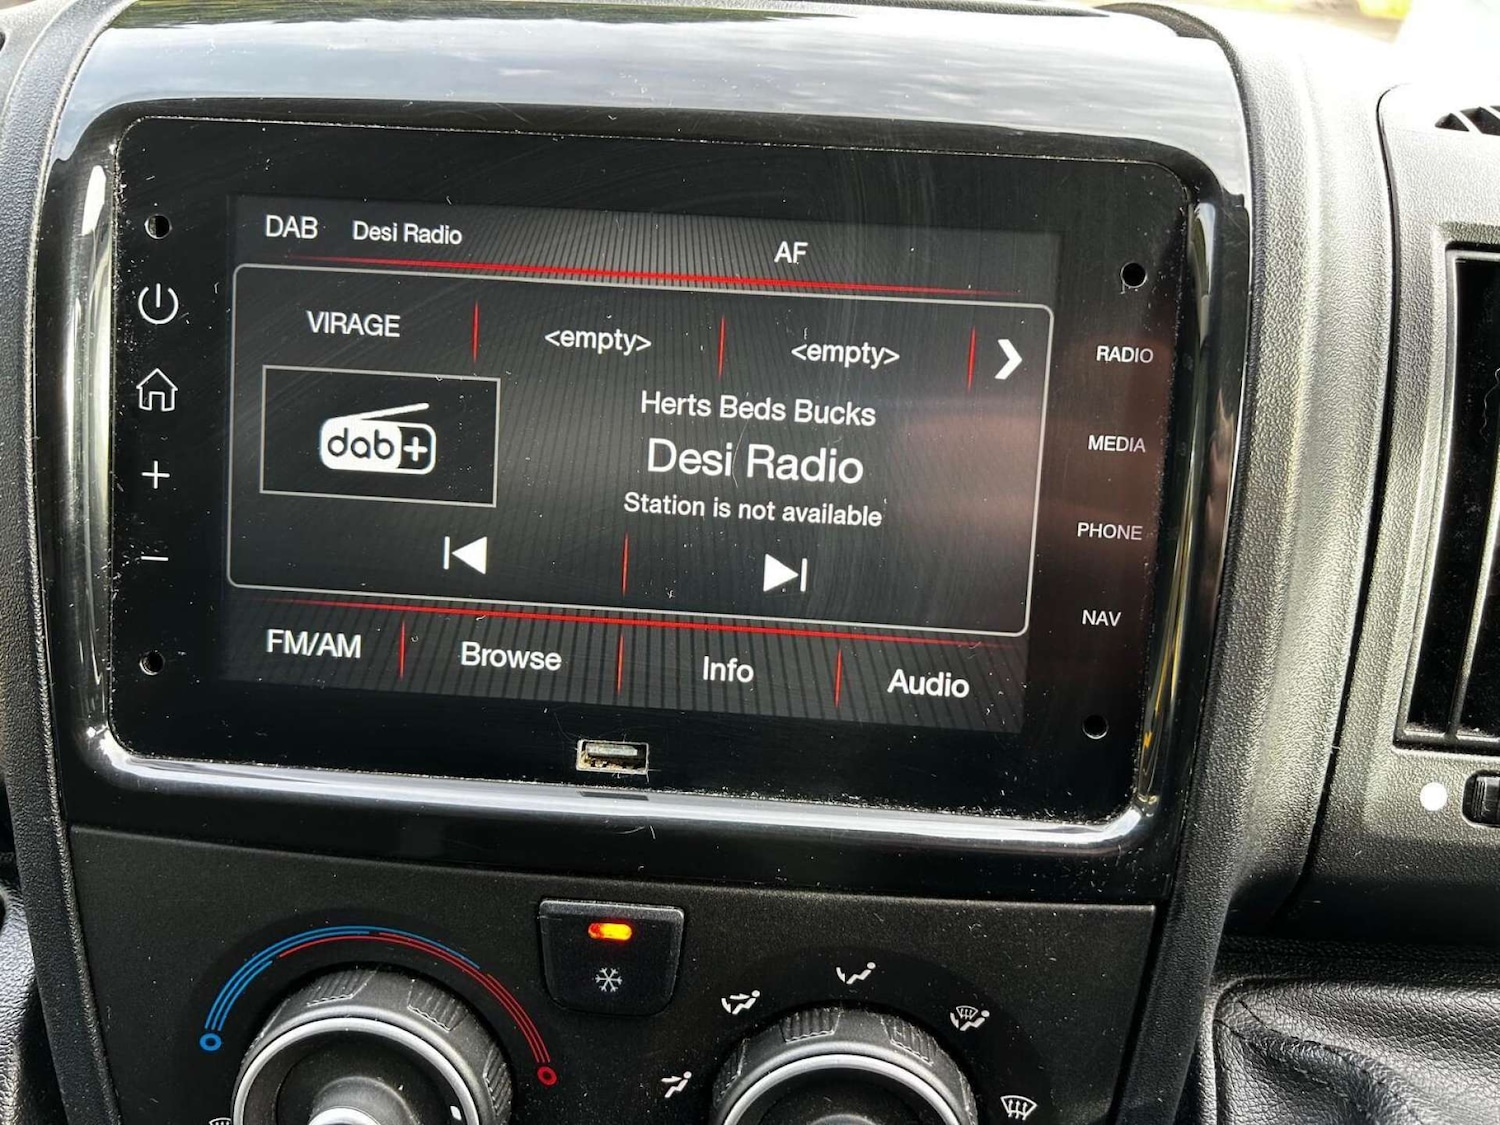 DAB Desi Radio AF
VIRAGE <empty> <empty>
RADIO
Herts Beds Bucks
dab+
Desi Radio
MEDIA
Station is not available
PHONE
NAV
FM/AM Browse Info Audio